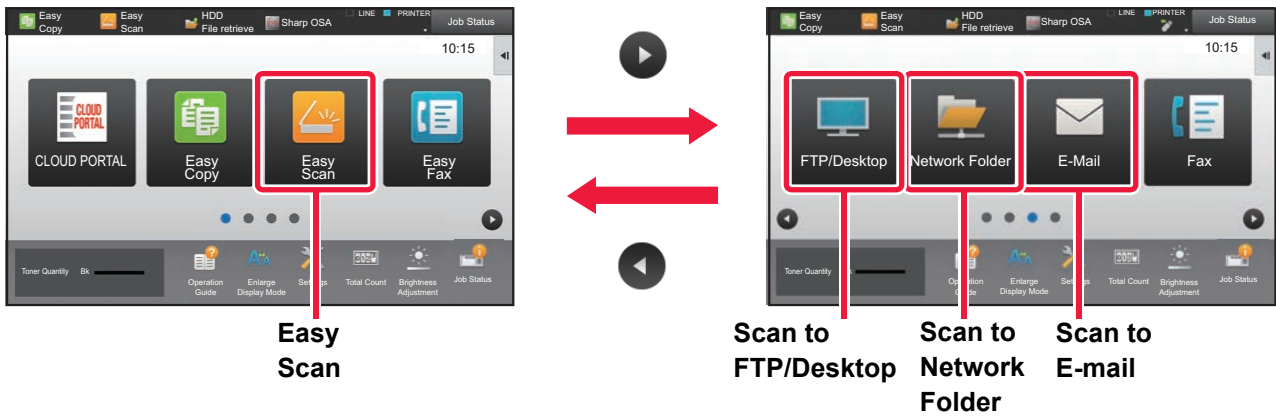 Easy
Copy
Easy
Scan
HDD
File retrieve
Sharp OSA
LINE
PRINTER
Job Status
10:15
CLOUD
PORTAL
CLOUD PORTAL
Easy
Copy
Easy
Scan
Easy
Fax
Toner Quantity Bk
Operation
Guide
Enlarge
Display Mode
Settings
Total Count
Brightness
Adjustment
Job Status
Easy
Scan
Easy
Copy
Easy
Scan
HDD
File retrieve
Sharp OSA
LINE
PRINTER
Job Status
10:15
FTP/Desktop
Network Folder
E-Mail
Fax
Toner Quantity
Operation
Guide
Enlarge
Display Mode
Settings
Total Count
Brightness
Adjustment
Job Status
Scan to
FTP/Desktop
Scan to
Network
Folder
Scan to
E-mail